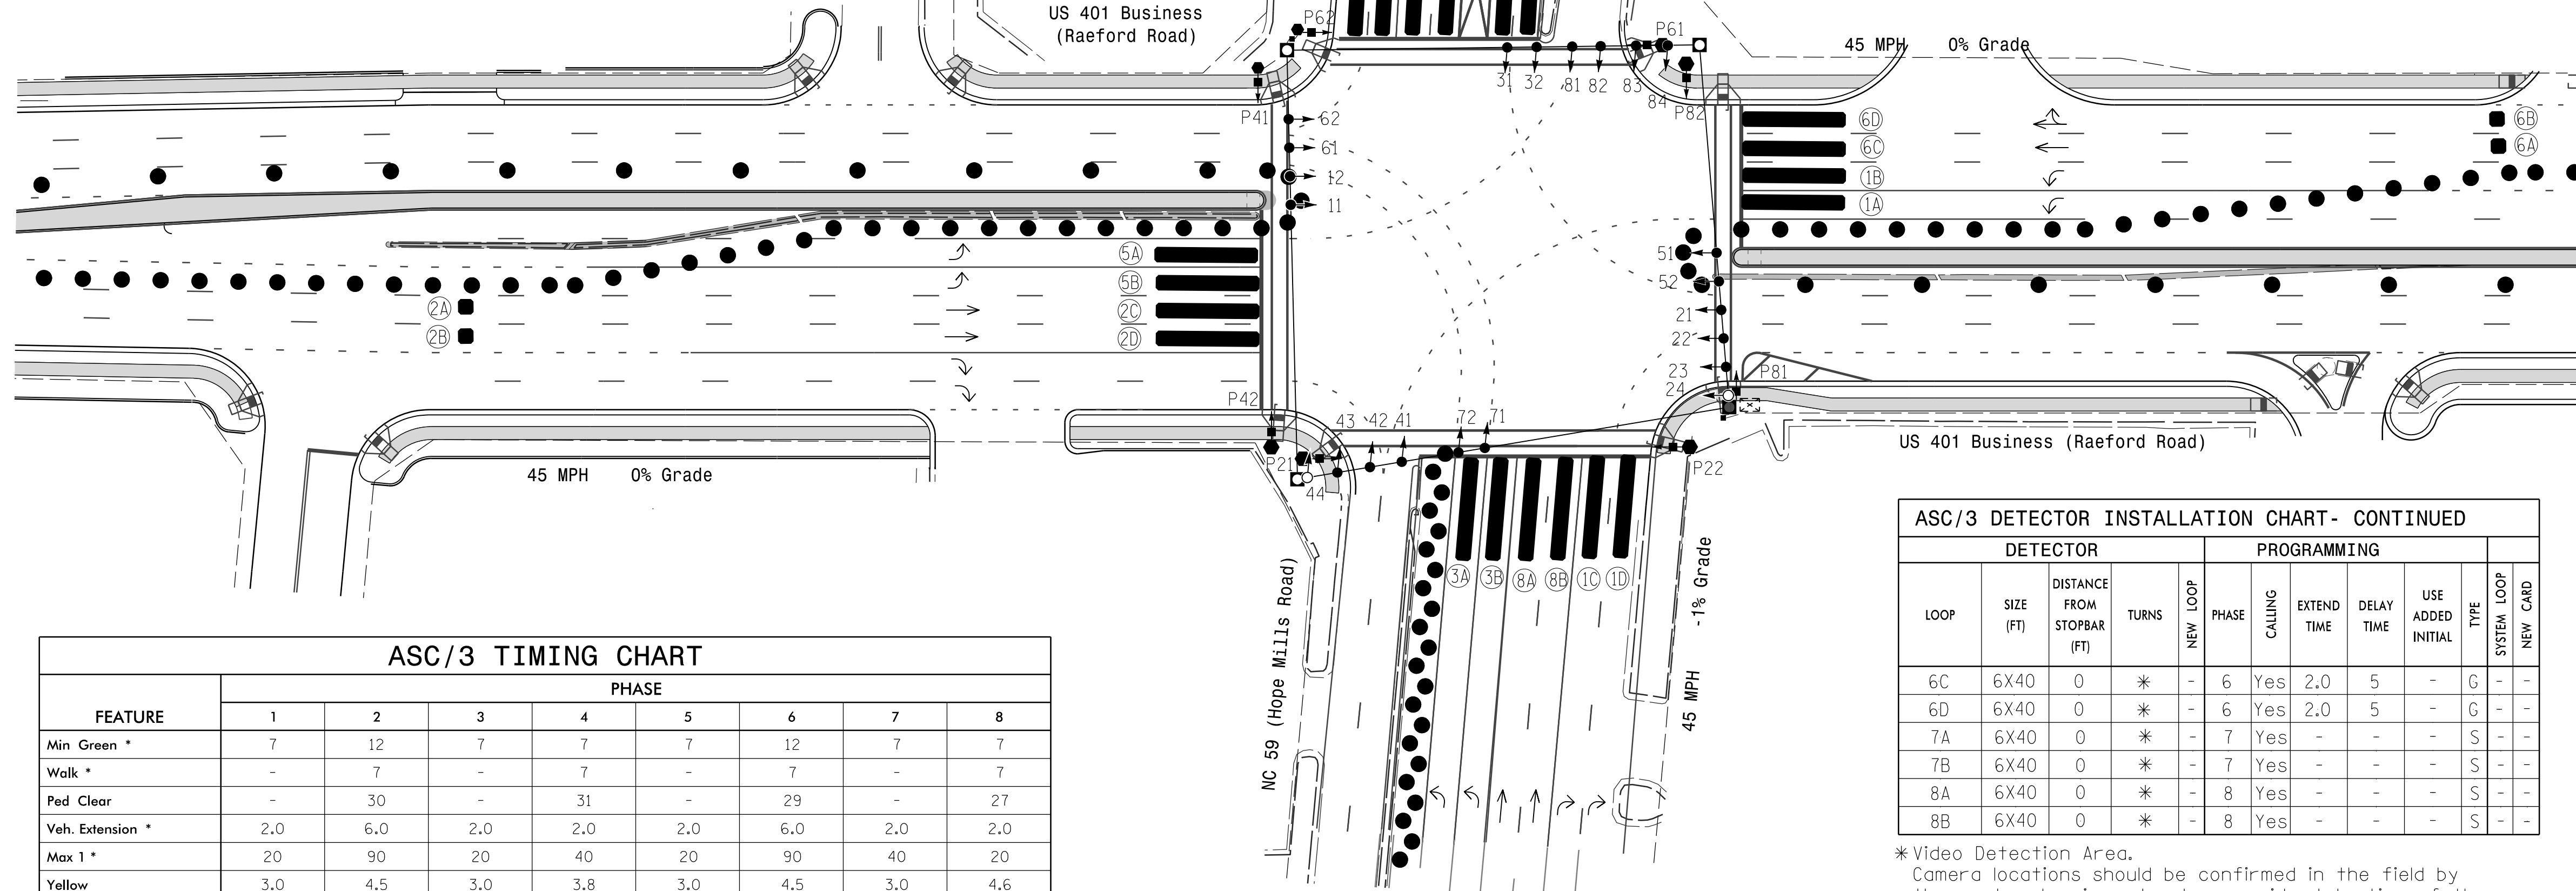 US 401 Business
(Raeford Road)
P62
P61
45 MPH 0% Grade
31 32 81 82 83
84
P41
P82
62
61
12
11
6D
6C
1B
1A
6B
6A
5A
5B
2C
2D
2A
2B
51
52
21
22
23
24
P81
P42
43 42 41 72 71
P21
44
P22
45 MPH 0% Grade
US 401 Business (Raeford Road)
3A 3B 8A 8B 1C 1D
NC 59 (Hope Mills Road)
45 MPH -1% Grade
ASC/3 TIMING CHART
FEATURE PHASE
1 2 3 4 5 6 7 8
Min Green * 7 12 7 7 7 12 7 7
Walk * - 7 - 7 - 7 - 7
Ped Clear - 30 - 31 - 29 - 27
Veh. Extension * 2.0 6.0 2.0 2.0 2.0 6.0 2.0 2.0
Max 1 * 20 90 20 40 20 90 40 20
Yellow 3.0 4.5 3.0 3.8 3.0 4.5 3.0 4.6
ASC/3 DETECTOR INSTALLATION CHART- CONTINUED
DETECTOR PROGRAMMING
LOOP SIZE (FT) DISTANCE FROM STOPBAR (FT) TURNS NEW LOOP PHASE CALLING EXTEND TIME DELAY TIME USE ADDED INITIAL TYPE SYSTEM LOOP NEW CARD
6C 6X40 0 * - 6 Yes 2.0 5 - G - -
6D 6X40 0 * - 6 Yes 2.0 5 - G - -
7A 6X40 0 * - 7 Yes - - - S - -
7B 6X40 0 * - 7 Yes - - - S - -
8A 6X40 0 * - 8 Yes - - - S - -
8B 6X40 0 * - 8 Yes - - - S - -
* Video Detection Area.
Camera locations should be confirmed in the field by